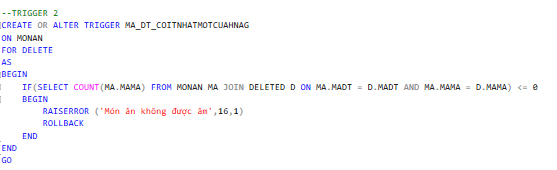 --TRIGGER 2
CREATE OR ALTER TRIGGER MA_DT_COITNHATMOTCUAHNAG
ON MONAN
FOR DELETE
AS
BEGIN
IF(SELECT COUNT(MA.MAMA) FROM MONAN MA JOIN DELETED D ON MA.MADT = D.MADT AND MA.MAMA = D.MAMA) <= 0
BEGIN
RAISERROR ('Món ăn không được âm',16,1)
ROLLBACK
END
END
GO